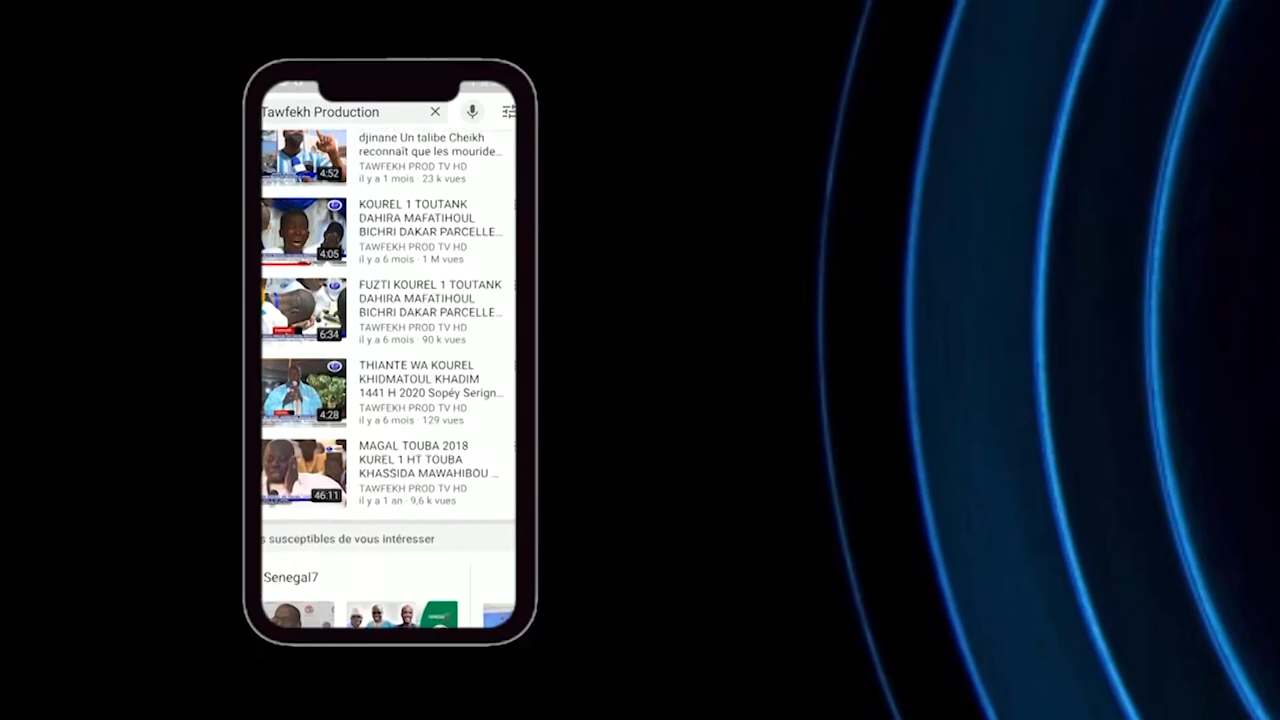 Tawfekh Production
djinane Un talibe Cheikh
reconnaît que les mouride...
TAWFEKH PROD TV HD
il y a 1 mois · 23 k vues
4:52
KOUREL 1 TOUTANK
DAHIRA MAFATIHOUL
BICHRI DAKAR PARCELLE...
TAWFEKH PROD TV HD
il y a 6 mois · 1 M vues
4:05
FUZTI KOUREL 1 TOUTANK
DAHIRA MAFATIHOUL
BICHRI DAKAR PARCELLE...
TAWFEKH PROD TV HD
il y a 6 mois · 90 k vues
6:34
THIANTE WA KOUREL
KHIDMATOUL KHADIM
1441 H 2020 Sopéy Serign...
TAWFEKH PROD TV HD
il y a 6 mois · 129 vues
4:28
MAGAL TOUBA 2018
KUREL 1 HT TOUBA
KHASSIDA MAWAHIBOU ...
TAWFEKH PROD TV HD
il y a 1 an · 9,6 k vues
46:11
s susceptibles de vous intéresser
Senegal7